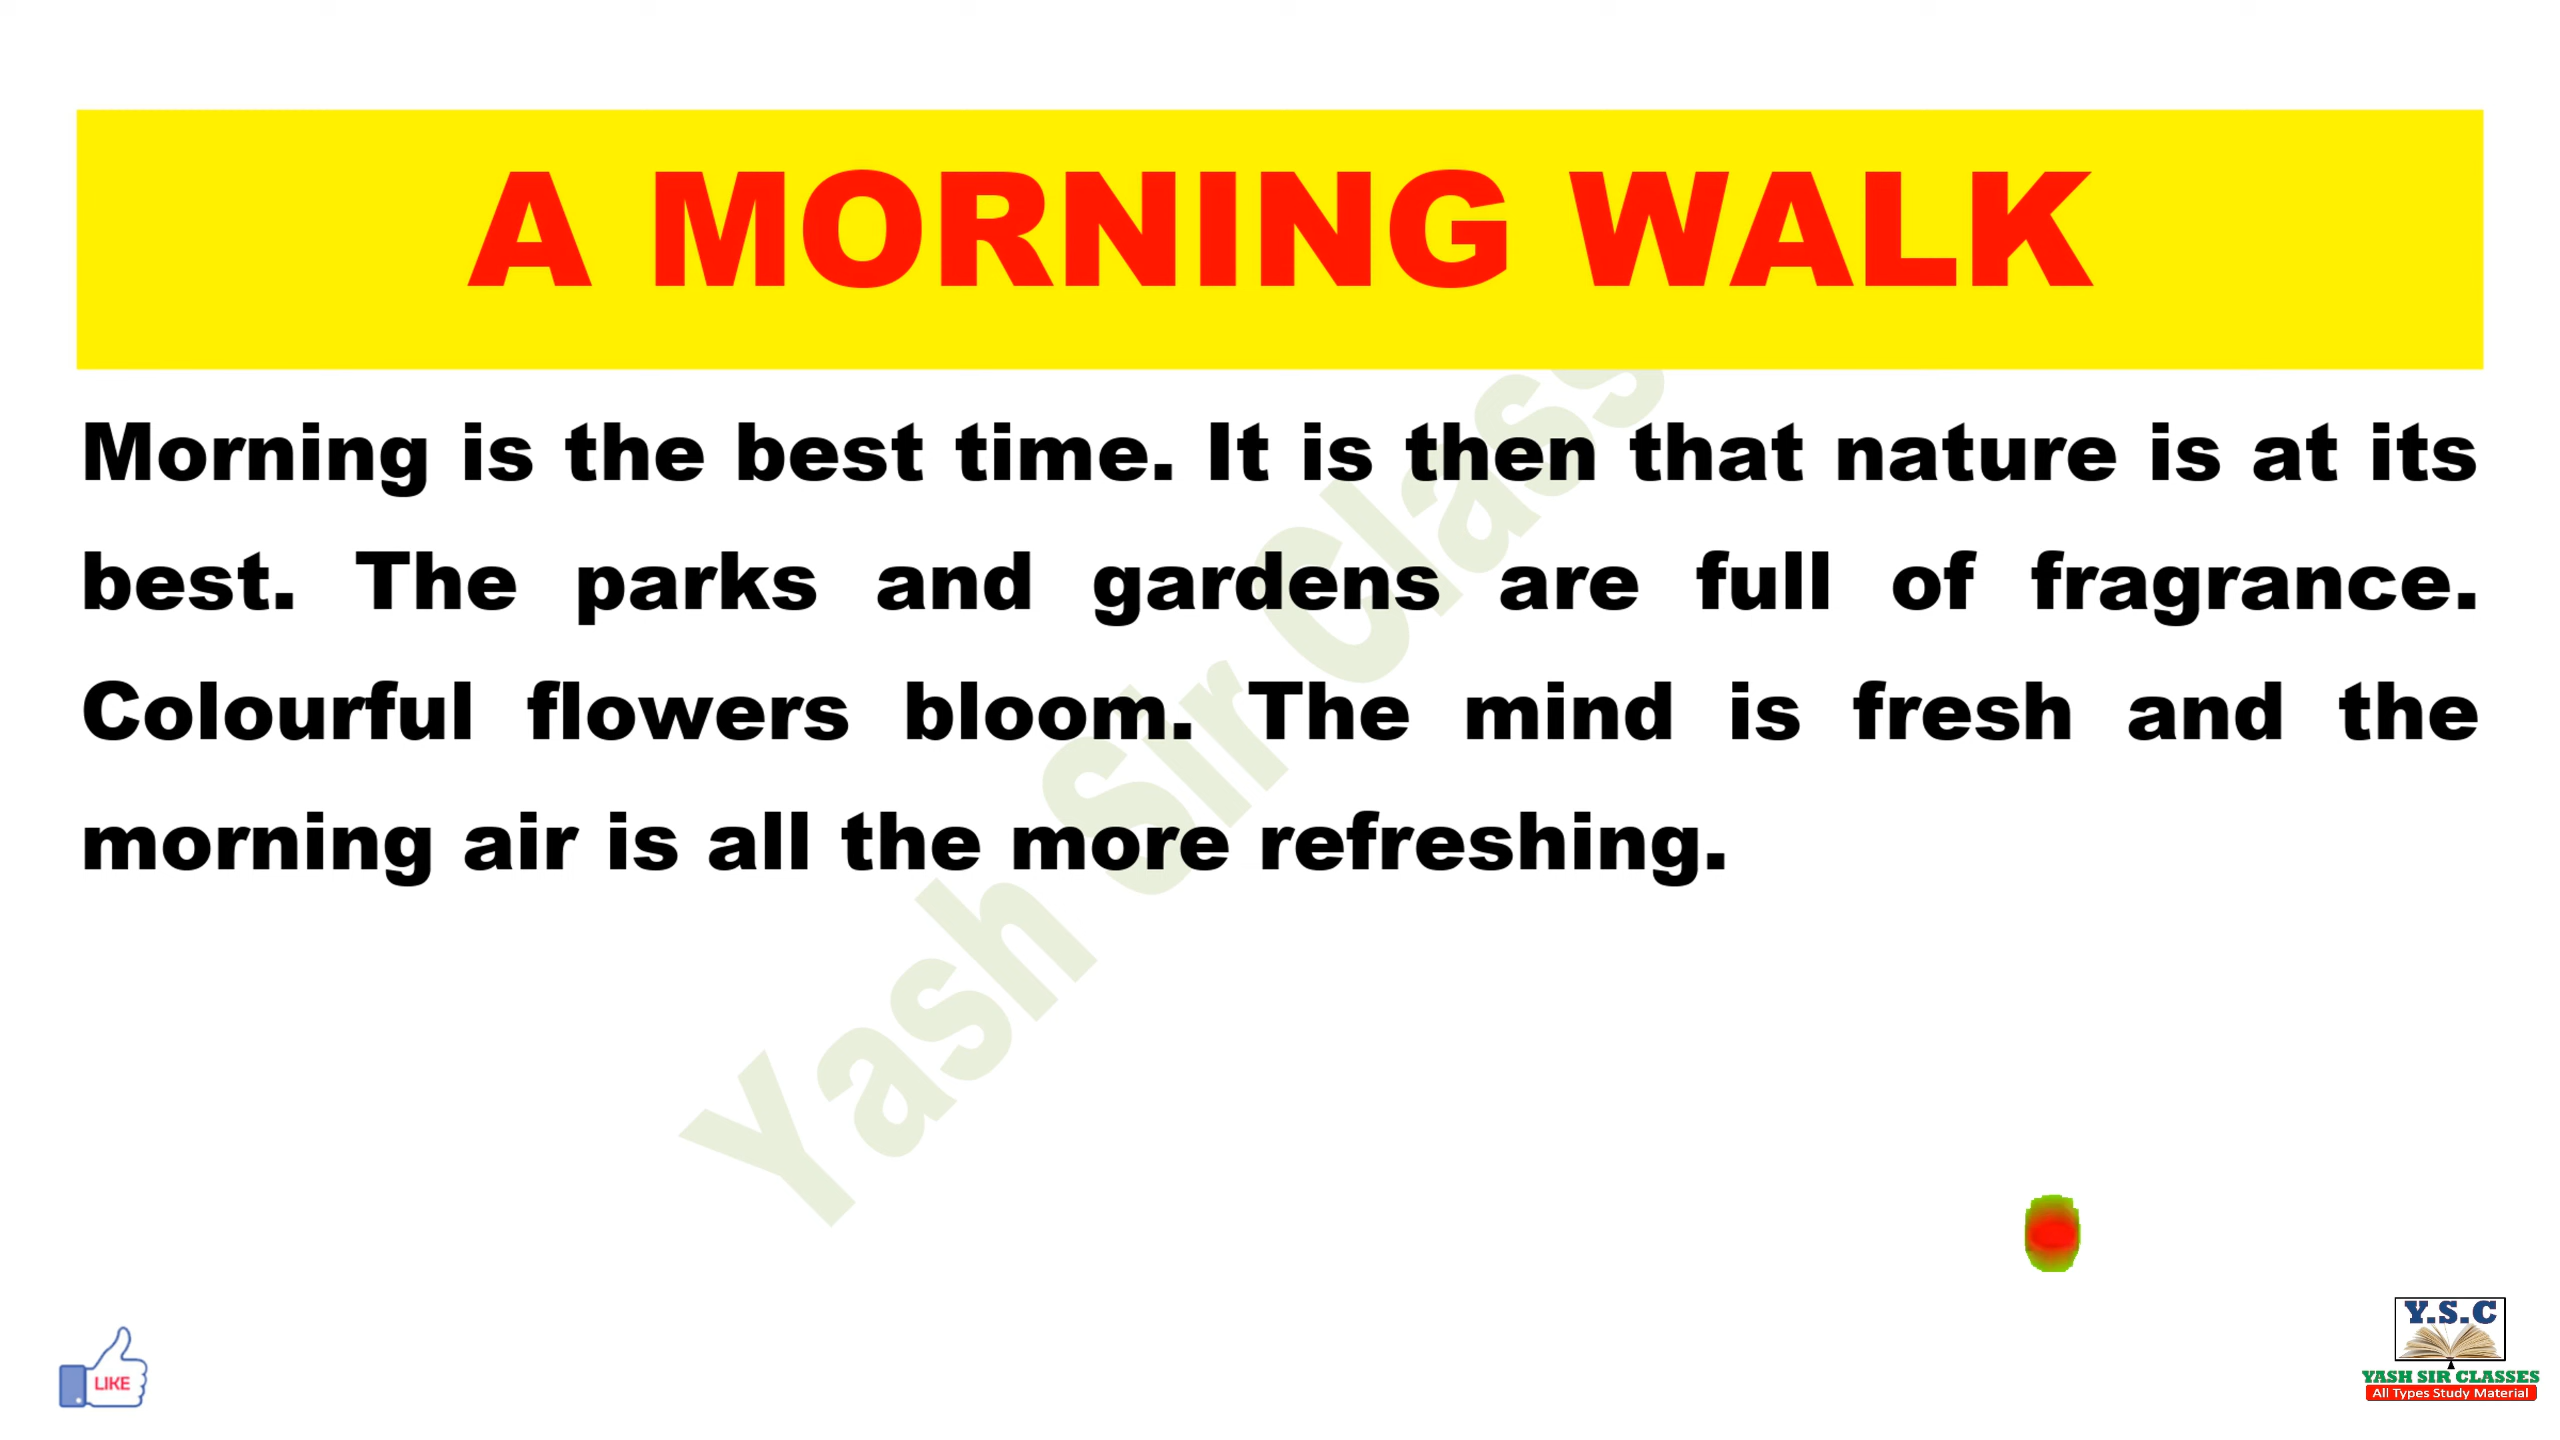 A MORNING WALK
Morning is the best time. It is then that nature is at its
best. The parks and gardens are full of fragrance.
Colourful flowers bloom. The mind is fresh and the
morning air is all the more refreshing.
Yash Sir Class
LIKE
Y.S.C
YASH SIR CLASSES
All Types Study Material